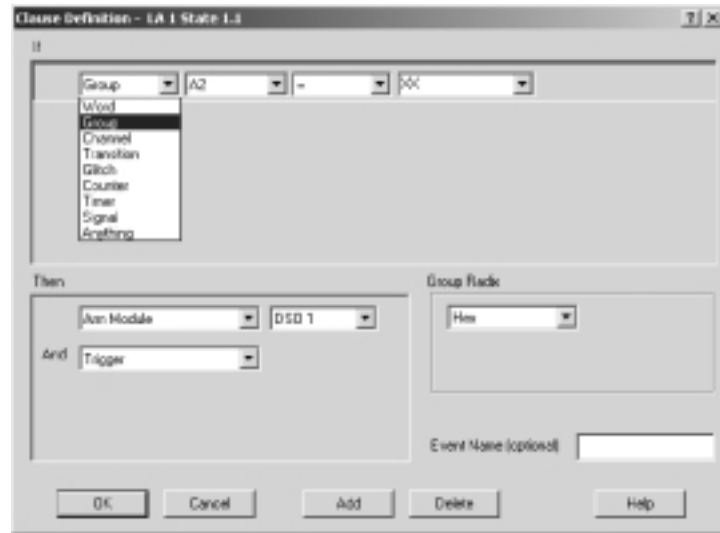 Clause Definition - LA 1 State 1.1
If
Group A2 = XX
Word
Group
Channel
Transition
Glitch
Counter
Timer
Signal
Anything
Then
Arm Module DSO 1
And Trigger
Group Radix
Hex
Event Name (optional)
OK Cancel Add Delete Help